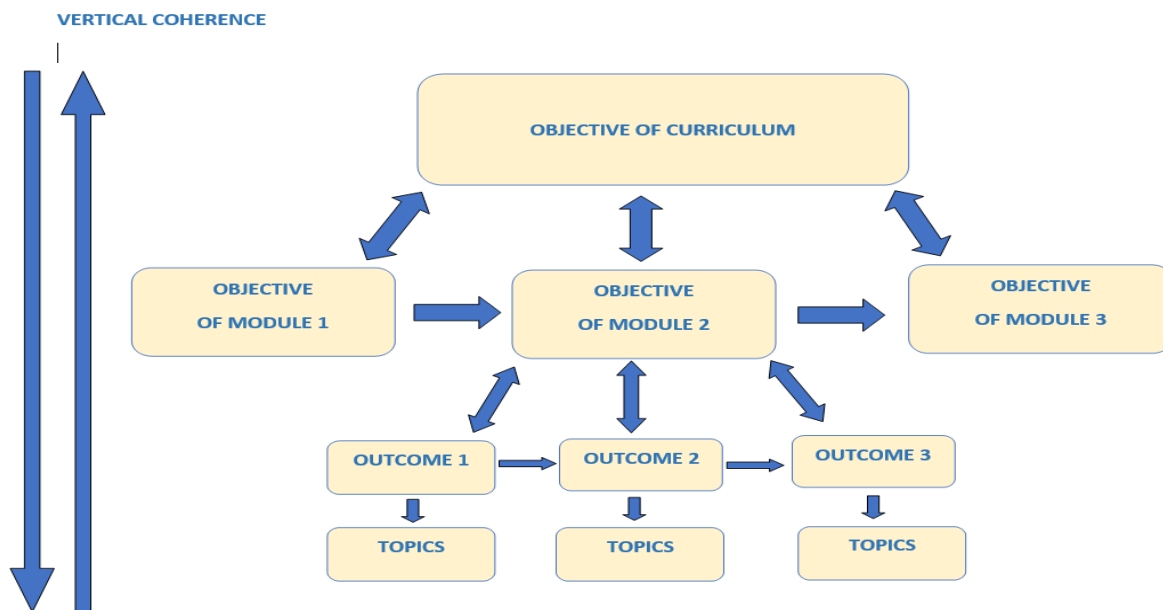 VERTICAL COHERENCE
OBJECTIVE OF CURRICULUM
OBJECTIVE
OF MODULE 1
OBJECTIVE
OF MODULE 2
OBJECTIVE
OF MODULE 3
OUTCOME 1
OUTCOME 2
OUTCOME 3
TOPICS
TOPICS
TOPICS